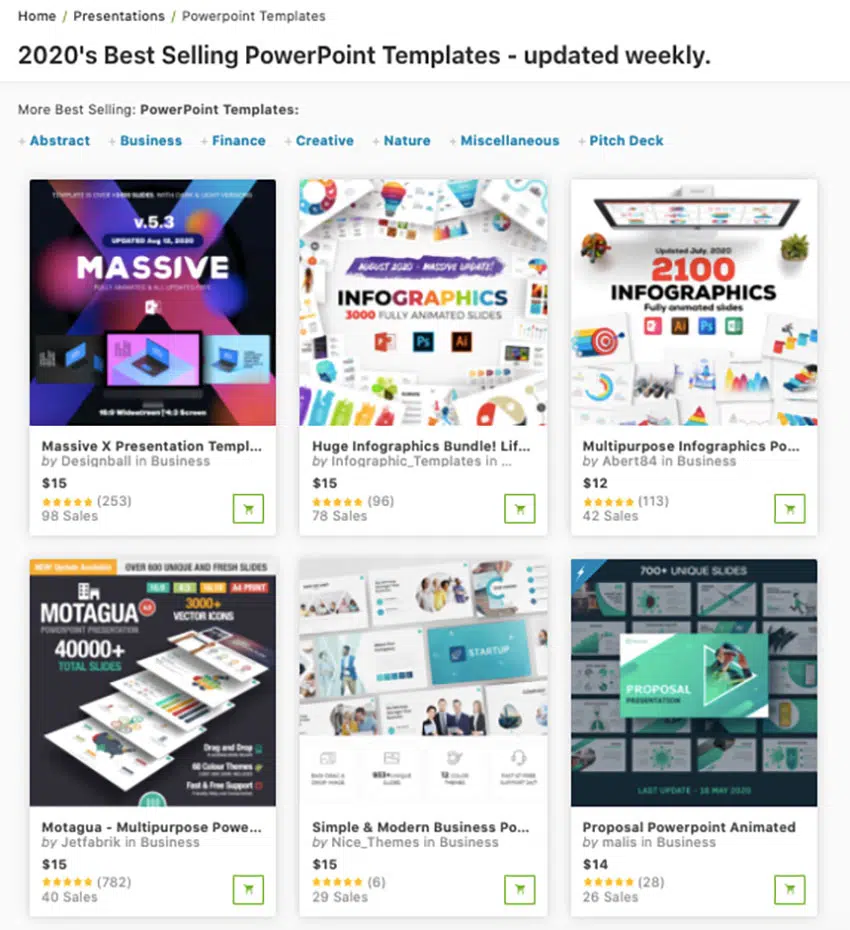 Home / Presentations / Powerpoint Templates
2020's Best Selling PowerPoint Templates - updated weekly.
More Best Selling: PowerPoint Templates:
+ Abstract + Business + Finance + Creative + Nature + Miscellaneous + Pitch Deck
TEMPLATE IS OVER SLIDES, WITH DARK & LIGHT VERSIONS
v.5.3
UPDATED Aug 12, 2020
MASSIVE
FULLY ANIMATED & ALL UPDATES FREE
16:9 Widescreen | 4:3 Screen
Massive X Presentation Templ...
by Designball in Business
$15
(253)
98 Sales
AUGUST 2020 - MASSIVE UPDATE!
INFOGRAPHICS
3000 FULLY ANIMATED SLIDES
Ps
Ai
Huge Infographics Bundle! Lif...
by Infographic_Templates in ...
$15
(96)
78 Sales
Updated July, 2020
2100
INFOGRAPHICS
Fully animated slides
Ai
Ps
Multipurpose Infographics Po...
by Abert84 in Business
$12
(113)
42 Sales
NEW! Update Available
OVER 600 UNIQUE AND FRESH SLIDES
16:9 4:3 16:10 A4 PRINT
MOTAGUA
POWERPOINT PRESENTATION
3000+
VECTOR ICONS
40000+
TOTAL SLIDES
Drag and Drop
60 Colour Themes
Fast & Free Support
Motagua - Multipurpose Powe...
by Jetfabrik in Business
$15
(782)
40 Sales
STARTUP
Simple & Modern Business Po...
by Nice_Themes in Business
$15
(6)
29 Sales
700+ UNIQUE SLIDES
PROPOSAL
PRESENTATION
LAST UPDATE - 18 MAY 2020
Proposal Powerpoint Animated
by malis in Business
$14
(28)
26 Sales